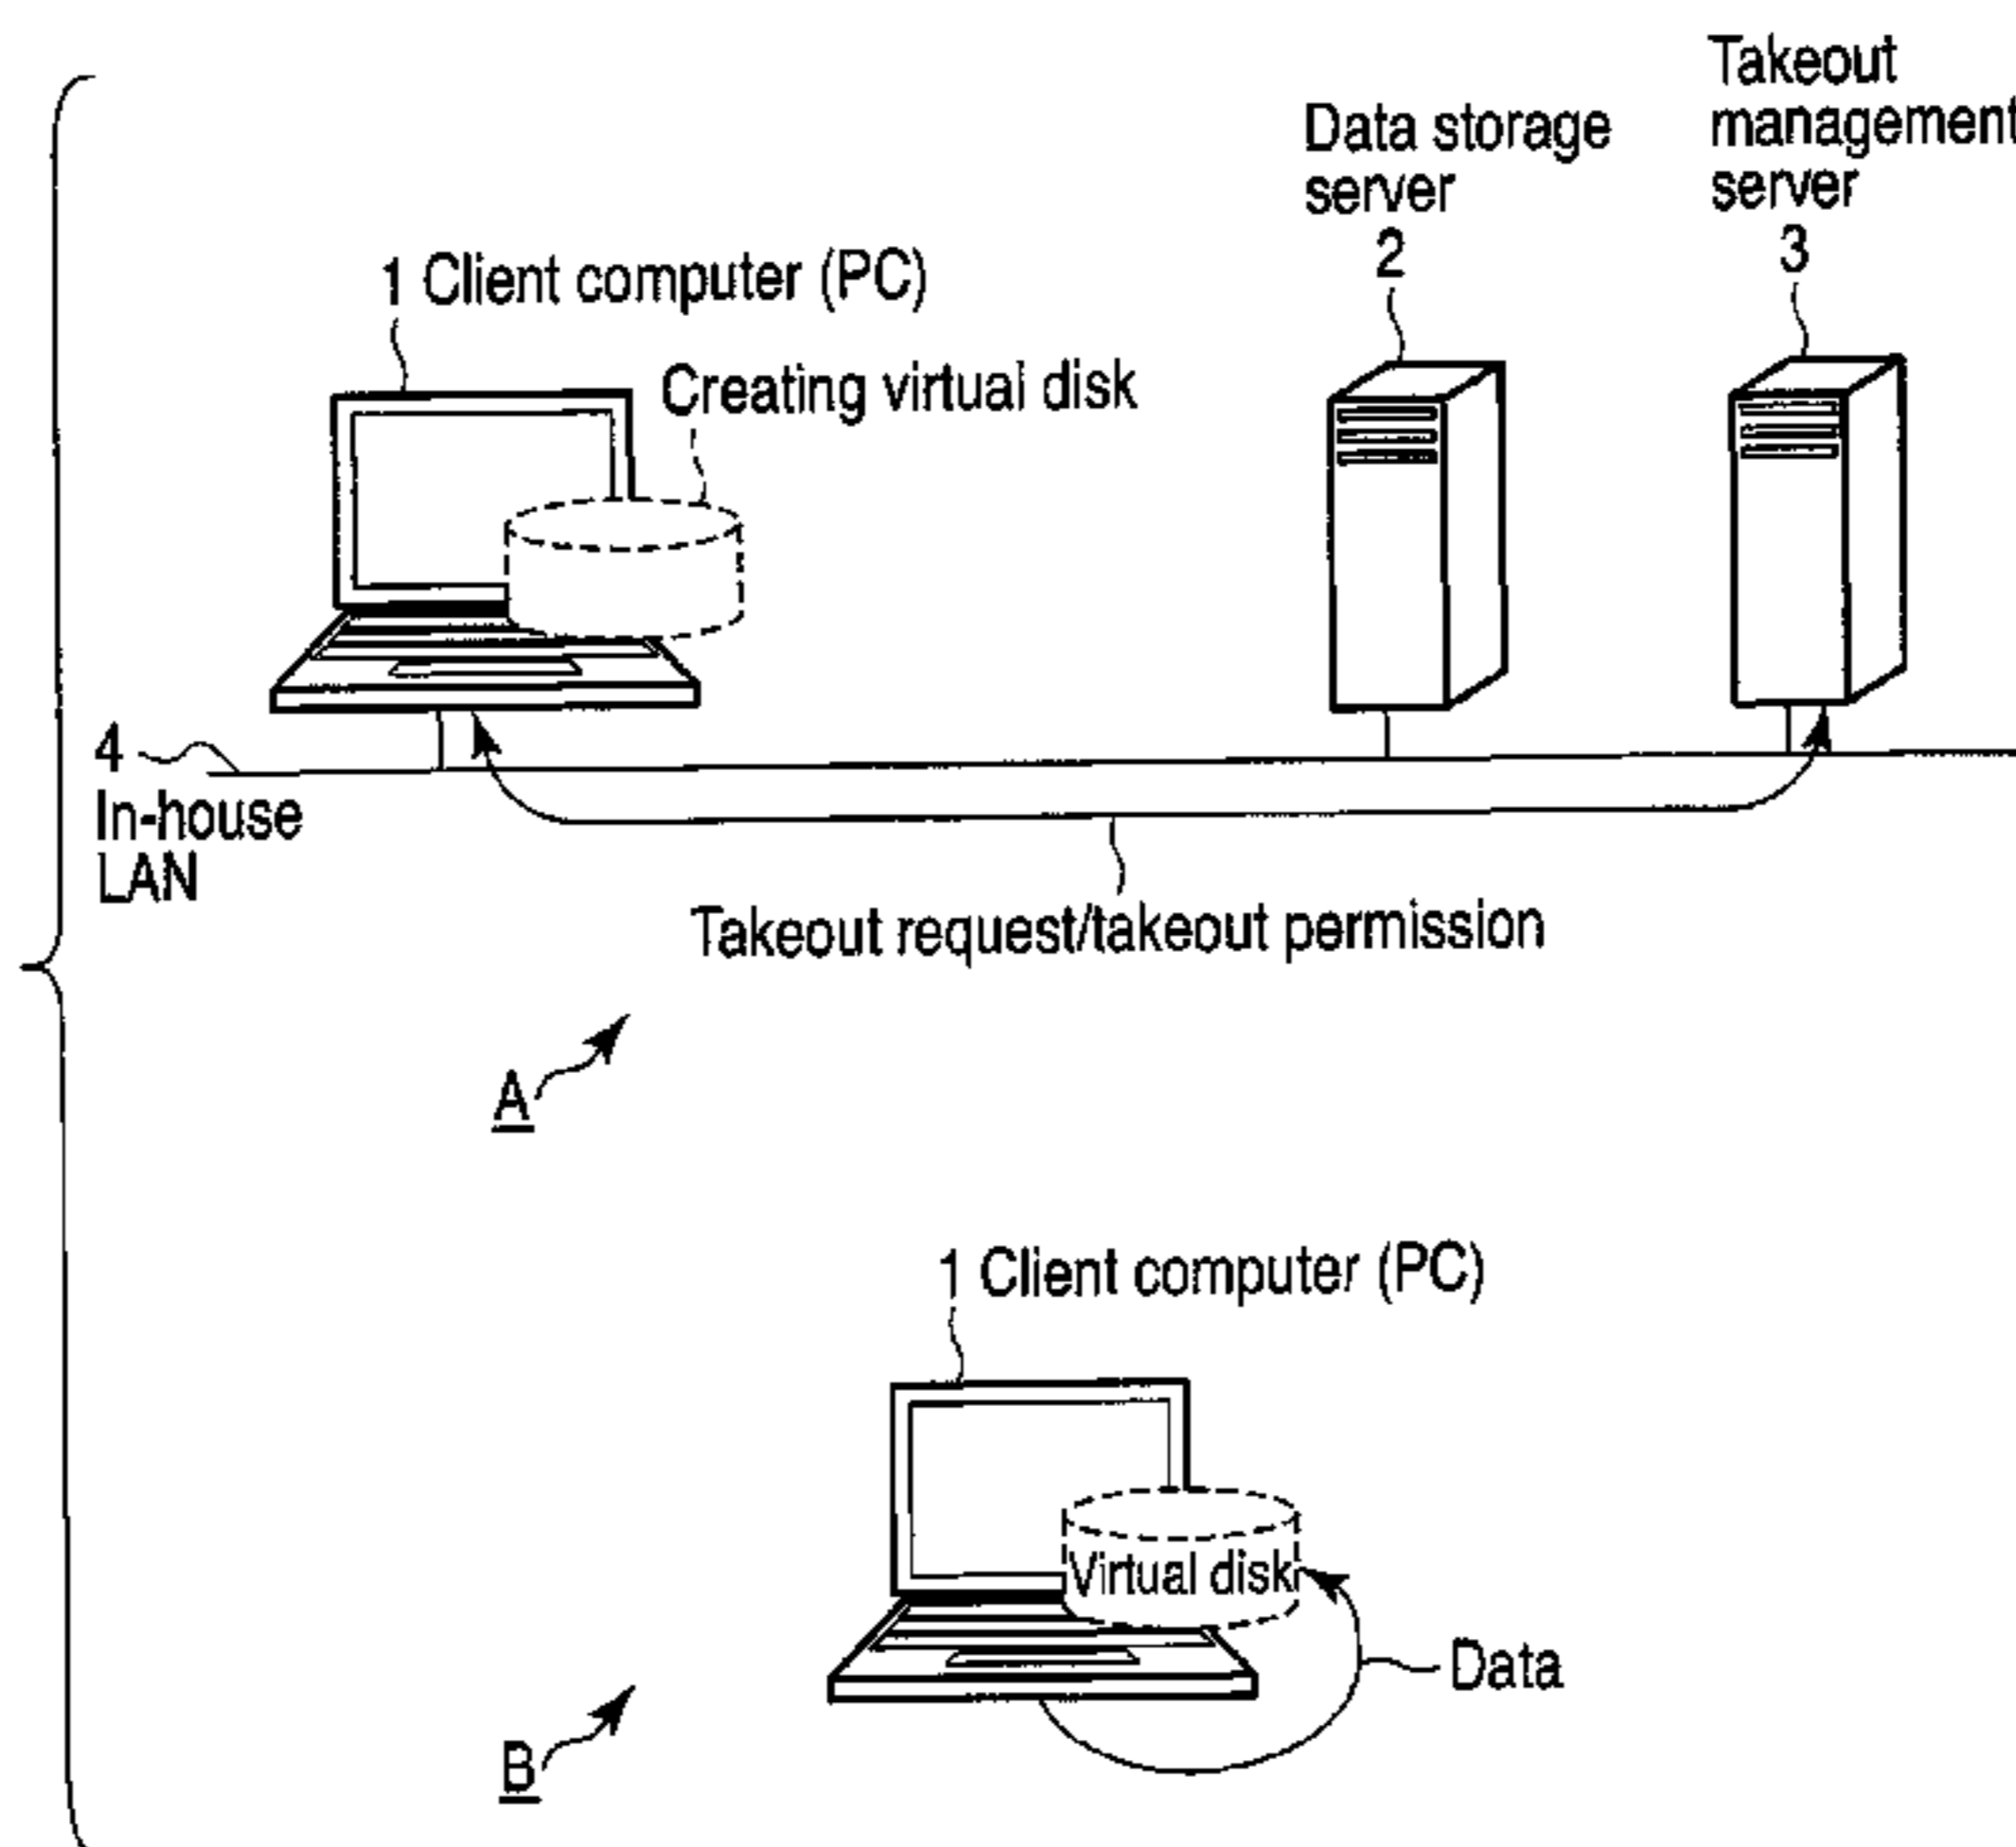 Takeout
management
server
3
Data storage
server
2
1 Client computer (PC)
Creating virtual disk
4
In-house
LAN
Takeout request/takeout permission
A
1 Client computer (PC)
Virtual disk
Data
B